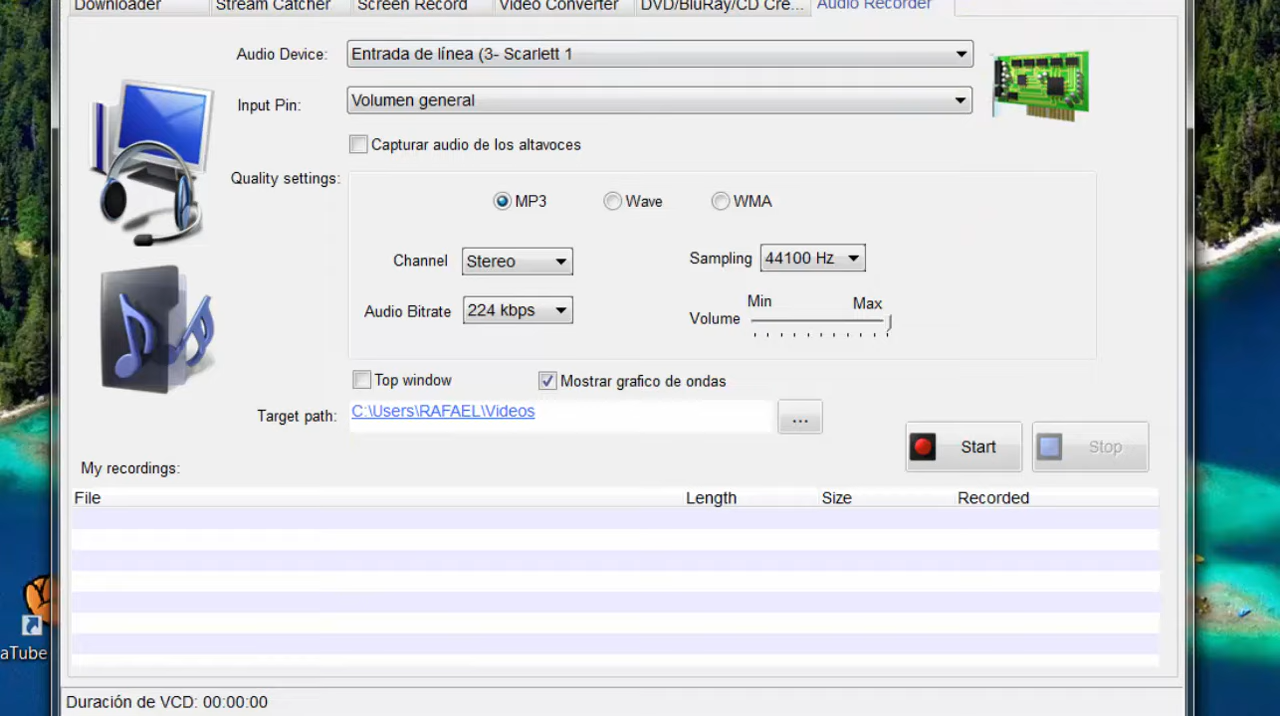 Downloader Stream Catcher Screen Record Video Converter DVD/BluRay/CD Cre... Audio Recorder
Audio Device: Entrada de línea (3- Scarlett 1
Input Pin: Volumen general
Capturar audio de los altavoces
Quality settings:
MP3 Wave WMA
Channel Stereo Sampling 44100 Hz
Min Max
Audio Bitrate 224 kbps Volume
Top window Mostrar grafico de ondas
Target path: C:\Users\RAFAEL\Videos ...
Start Stop
My recordings:
File Length Size Recorded
aTube
Duración de VCD: 00:00:00